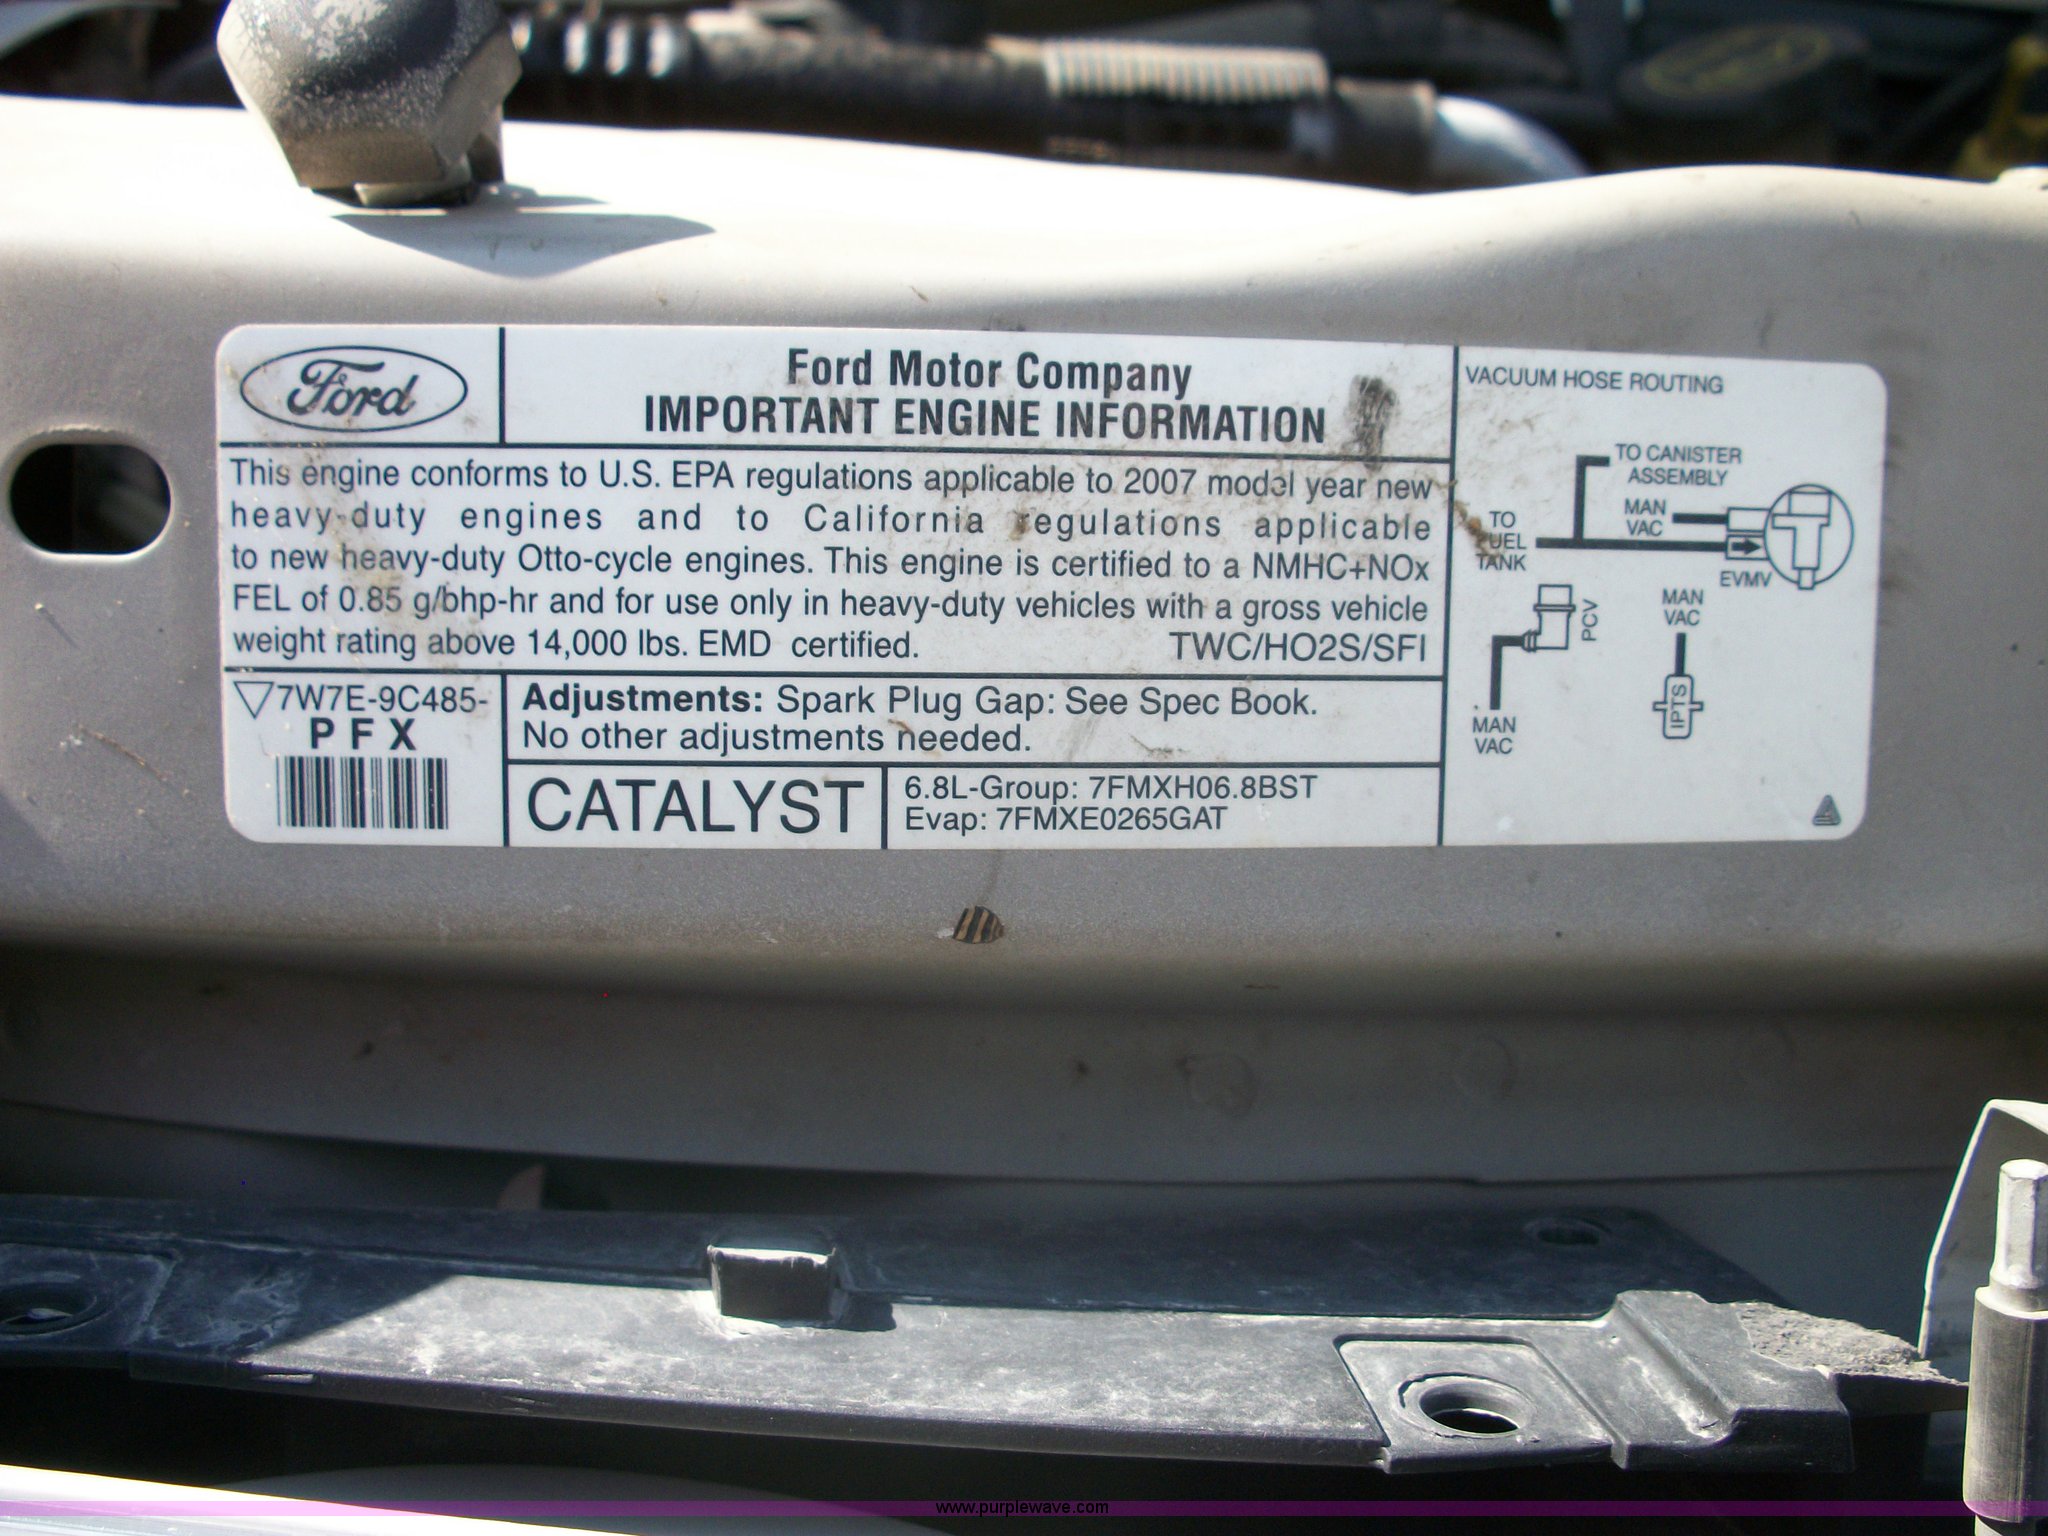 Ford
Ford Motor Company
IMPORTANT ENGINE INFORMATION
This engine conforms to U.S. EPA regulations applicable to 2007 model year new
heavy-duty engines and to California regulations applicable
to new heavy-duty Otto-cycle engines. This engine is certified to a NMHC+NOx
FEL of 0.85 g/bhp-hr and for use only in heavy-duty vehicles with a gross vehicle
weight rating above 14,000 lbs. EMD certified. TWC/HO2S/SFI
7W7E-9C485-
PFX
Adjustments: Spark Plug Gap: See Spec Book.
No other adjustments needed.
CATALYST
6.8L-Group: 7FMXH06.8BST
Evap: 7FMXE0265GAT
VACUUM HOSE ROUTING
TO CANISTER
ASSEMBLY
MAN
VAC
TO
FUEL
TANK
EVMV
PCV
MAN
VAC
MAN
VAC
IPTS
www.purplewave.com